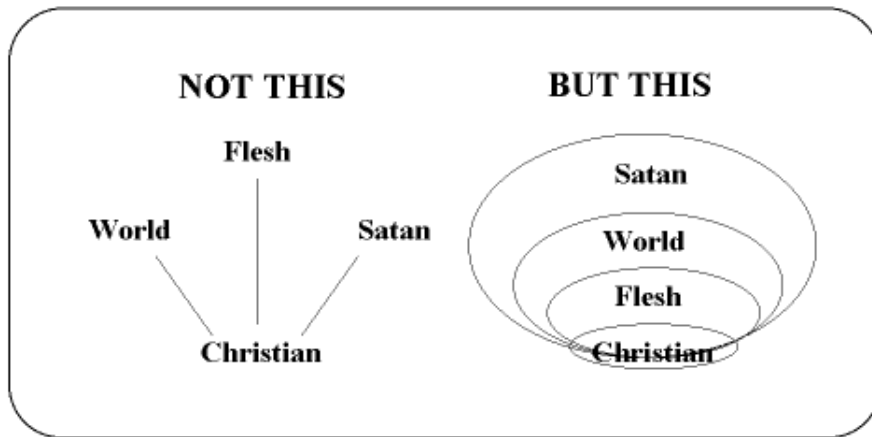 NOT THIS
Flesh
World
Satan
Christian
BUT THIS
Satan
World
Flesh
Christian